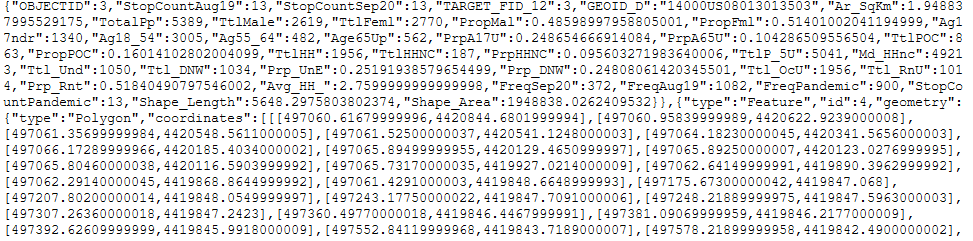 {"OBJECTID":3,"StopCountAug19":13,"StopCountSep20":13,"TARGET_FID_12":3,"GEOID_D":"14000US08013013503","Ar_SqKm":1.94883
7995529175,"TotalPp":5389,"TtlMale":2619,"TtlFeml":2770,"PropMal":0.48598997958805001,"PropFml":0.51401002041194999,"Ag1
17ndr":1340,"Ag18_54":3005,"Ag55_64":482,"Age65Up":562,"PrpA17U":0.248654666914084,"PrpA65U":0.104286509556504,"TtlPOC":8
63,"PropPOC":0.16014102802004099,"TtlHH":1956,"TtlHHNC":187,"PrpHHNC":0.095603271983640006,"TtlP_5U":5041,"Md_HHnc":4921
3,"Ttl_Und":1050,"Ttl_DNW":1034,"Prp_UnE":0.25191938579654499,"Prp_DNW":0.24808061420345501,"Ttl_OcU":1956,"Ttl_RnU":101
4,"Prp_Rnt":0.51840490797546002,"Avg_HH_":2.7599999999999998,"FreqSep20":372,"FreqAug19":1082,"FreqPandemic":900,"StopCo
untPandemic":13,"Shape_Length":5648.2975803802374,"Shape_Area":1948838.0262409532}},{"type":"Feature","id":4,"geometry":
{"type":"Polygon","coordinates":[[[497060.61679999996,4420844.6801999994],[497060.95839999989,4420622.9239000008],
[497061.35699999984,4420548.5611000005],[497061.52500000037,4420541.1248000003],[497064.18230000045,4420341.5656000003],
[497066.17289999966,4420185.4034000002],[497065.89499999955,4420129.4650999997],[497065.89250000007,4420123.0276999995],
[497065.80460000038,4420116.5903999992],[497065.73170000035,4419927.0214000009],[497062.64149999991,4419890.3962999992],
[497062.29140000045,4419868.8644999992],[497061.4291000003,4419848.6648999993],[497175.67300000042,4419847.068],
[497207.80200000014,4419848.0549999997],[497243.17750000022,4419847.7091000006],[497248.21889999975,4419847.5963000003],
[497307.26360000018,4419847.2423],[497360.49770000018,4419846.4467999991],[497381.09069999959,4419846.2177000009],
[497392.62609999999,4419845.9918000009],[497552.84119999968,4419843.7189000007],[497578.21899999958,4419842.4900000002],